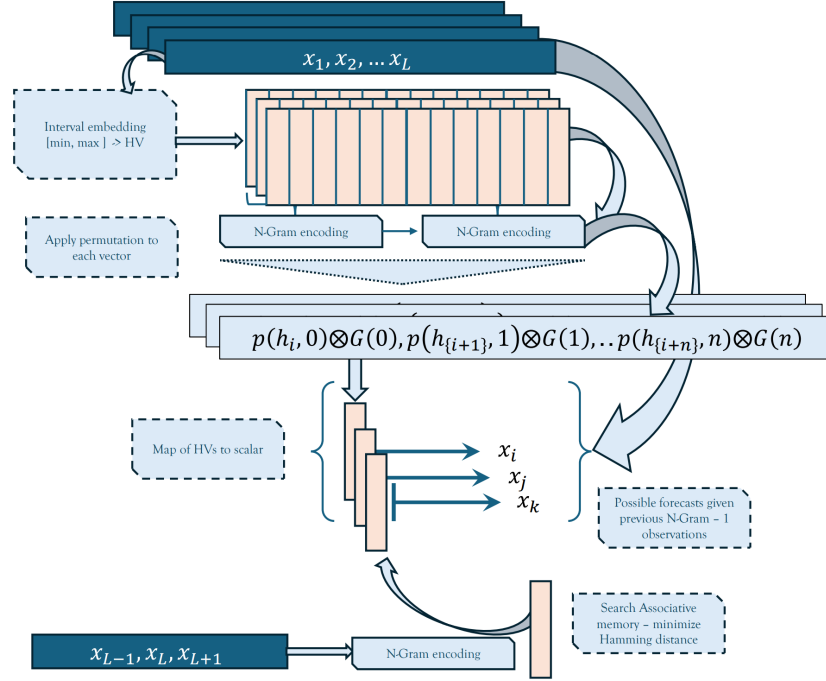 x₁, x₂, … x_L
Interval embedding
[min, max ] -> HV
N-Gram encoding
N-Gram encoding
Apply permutation to
each vector
p(h_i, 0)⊗G(0), p(h_{i+1}, 1)⊗G(1), . . p(h_{i+n}, n)⊗G(n)
Map of HVs to scalar
x_i
x_j
x_k
Possible forecasts given
previous N-Gram – 1
observations
Search Associative
memory – minimize
Hamming distance
x_{L-1}, x_L, x_{L+1}
N-Gram encoding